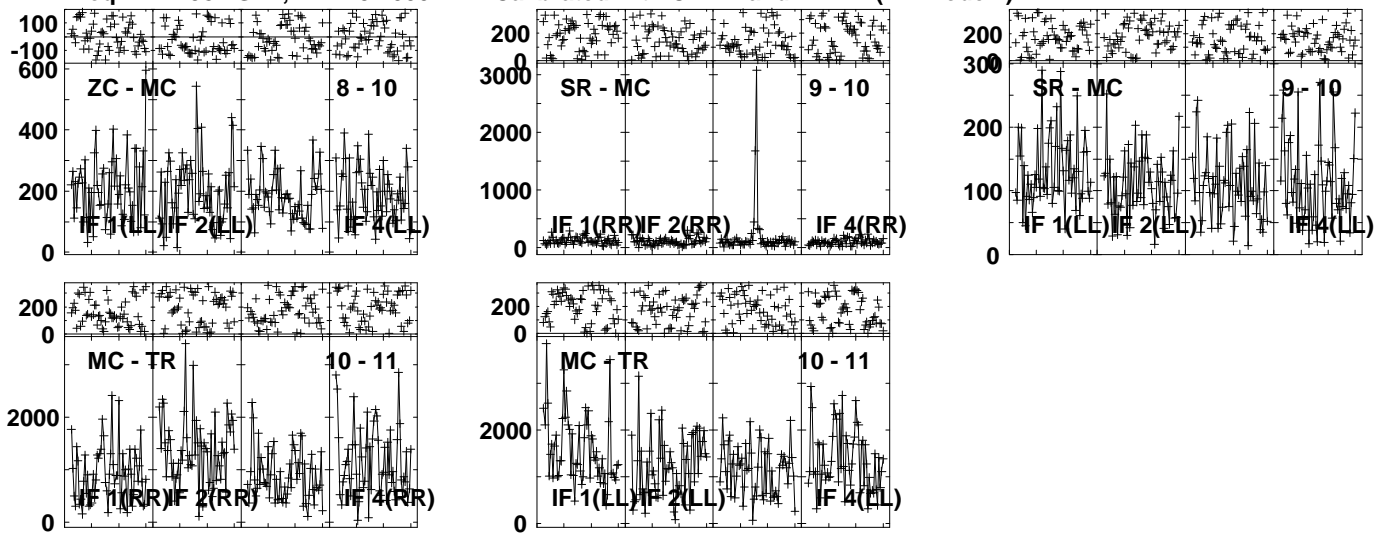 100
-100
600
400
200
0
ZC - MC 8 - 10
IF 1(LL) IF 2(LL) IF 4(LL)
200
0
3000
2000
1000
0
SR - MC 9 - 10
IF 1(RR) IF 2(RR) IF 4(RR)
200
0
300
200
100
0
SR - MC 9 - 10
IF 1(LL) IF 2(LL) IF 4(LL)
200
0
2000
0
MC - TR 10 - 11
IF 1(RR) IF 2(RR) IF 4(RR)
200
0
2000
0
MC - TR 10 - 11
IF 1(LL) IF 2(LL) IF 4(LL)